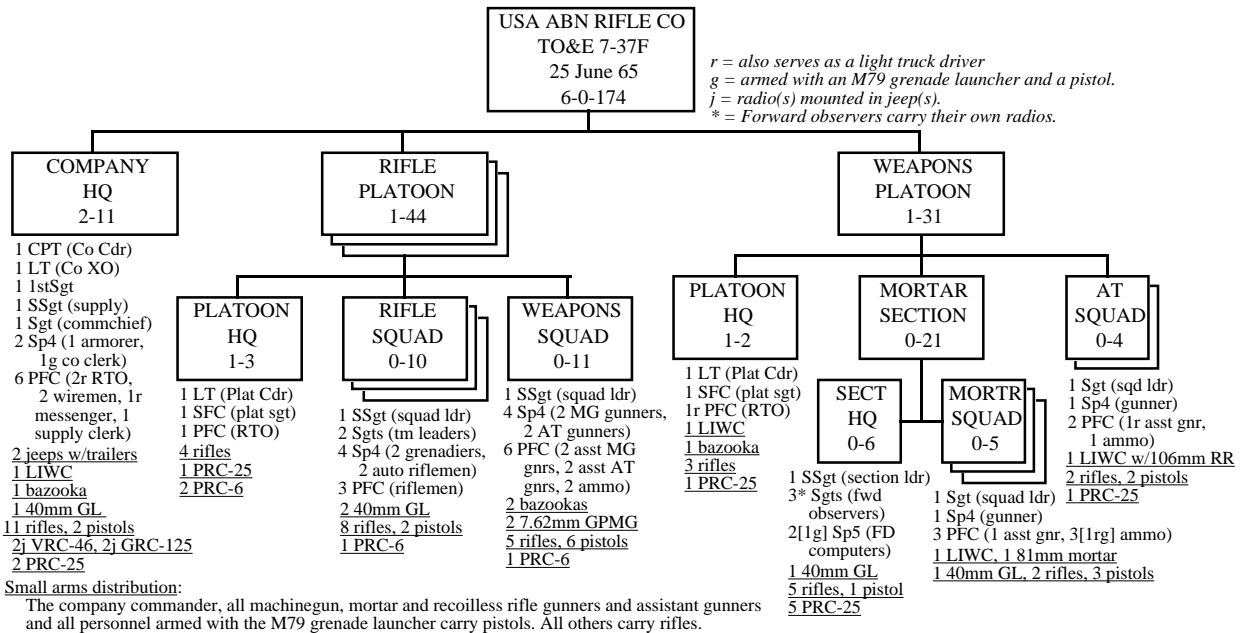 USA ABN RIFLE CO
TO&E 7-37F
25 June 65
6-0-174
r = also serves as a light truck driver
g = armed with an M79 grenade launcher and a pistol.
j = radio(s) mounted in jeep(s).
* = Forward observers carry their own radios.
COMPANY
HQ
2-11
1 CPT (Co Cdr)
1 LT (Co XO)
1 1stSgt
1 SSgt (supply)
1 Sgt (commchief)
2 Sp4 (1 armorer,
1g co clerk)
6 PFC (2r RTO,
2 wiremen, 1r
messenger, 1
supply clerk)
2 jeeps w/trailers
1 LIWC
1 bazooka
1 40mm GL
11 rifles, 2 pistols
2j VRC-46, 2j GRC-125
2 PRC-25
RIFLE
PLATOON
1-44
PLATOON
HQ
1-3
1 LT (Plat Cdr)
1 SFC (plat sgt)
1 PFC (RTO)
4 rifles
1 PRC-25
2 PRC-6
RIFLE
SQUAD
0-10
1 SSgt (squad ldr)
2 Sgts (tm leaders)
4 Sp4 (2 grenadiers,
2 auto riflemen)
3 PFC (riflemen)
2 40mm GL
8 rifles, 2 pistols
1 PRC-6
WEAPONS
SQUAD
0-11
1 SSgt (squad ldr)
4 Sp4 (2 MG gunners,
2 AT gunners)
6 PFC (2 asst MG
gnrs, 2 asst AT
gnrs, 2 ammo)
2 bazookas
2 7.62mm GPMG
5 rifles, 6 pistols
1 PRC-6
WEAPONS
PLATOON
1-31
PLATOON
HQ
1-2
1 LT (Plat Cdr)
1 SFC (plat sgt)
1r PFC (RTO)
1 LIWC
1 bazooka
3 rifles
1 PRC-25
MORTAR
SECTION
0-21
SECT
HQ
0-6
1 SSgt (section ldr)
3* Sgts (fwd
observers)
2[1g] Sp5 (FD
computers)
1 40mm GL
5 rifles, 1 pistol
5 PRC-25
MORTR
SQUAD
0-5
1 Sgt (squad ldr)
1 Sp4 (gunner)
3 PFC (1 asst gnr, 3[1rg] ammo)
1 LIWC, 1 81mm mortar
1 40mm GL, 2 rifles, 3 pistols
AT
SQUAD
0-4
1 Sgt (sqd ldr)
1 Sp4 (gunner)
2 PFC (1r asst gnr,
1 ammo)
1 LIWC w/106mm RR
2 rifles, 2 pistols
1 PRC-25
Small arms distribution:
The company commander, all machinegun, mortar and recoilless rifle gunners and assistant gunners
and all personnel armed with the M79 grenade launcher carry pistols. All others carry rifles.